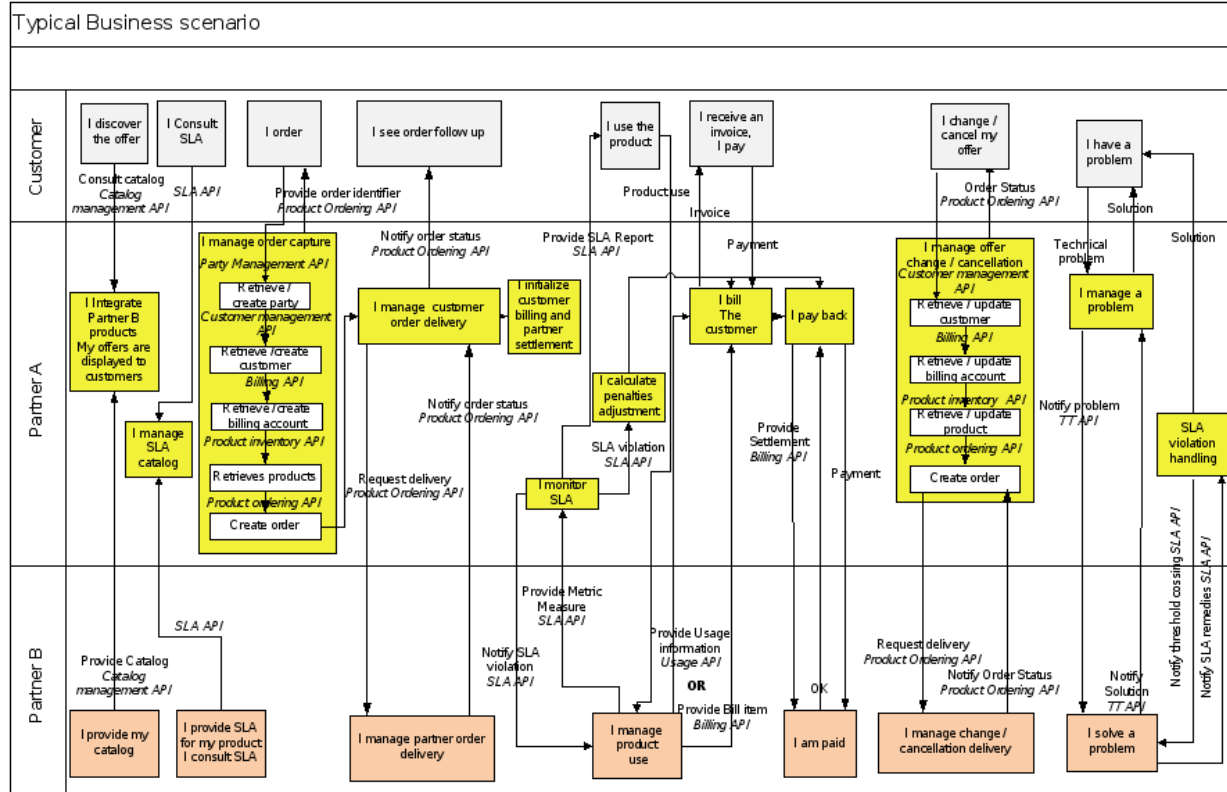 Typical Business scenario
Customer
I discover
the offer
I Consult
SLA
I order
I see order follow up
I use the
product
I receive an
invoice,
I pay
I change /
cancel my
offer
I have a
problem
Consult catalog
Catalog
management API
SLA API
Provide order identifier
Product Ordering API
Product use
Invoice
Order Status
Product Ordering API
Solution
Partner A
I manage order capture
Party Management API
Retrieve /
create party
Customer management
API
Retrieve /create
customer
Billing API
Retrieve /create
billing account
Product inventory API
Retrieves products
Product ordering API
Create order
Notify order status
Product Ordering API
Provide SLA Report
SLA API
Payment
I manage offer
change / cancellation
Customer management
API
Retrieve / update
customer
Billing API
Retrieve / update
billing account
Product inventory API
Retrieve / update
product
Product ordering API
Create order
Technical
problem
Solution
I Integrate
Partner B
products
My offers are
displayed to
customers
I manage customer
order delivery
I initialize
customer
billing and
partner
settlement
I bill
The
customer
I pay back
I manage a
problem
I calculate
penalties
adjustment
Notify order status
Product Ordering API
I manage
SLA
catalog
SLA violation
SLA API
Provide
Settlement
Billing API
Notify problem
TT API
SLA
violation
handling
Request delivery
Product Ordering API
I monitor
SLA
Payment
Notify threshold cossing SLA API
Notify SLA remedies SLA API
Partner B
Provide Metric
Measure
SLA API
SLA API
Provide Catalog
Catalog
management API
Notify SLA
violation
SLA API
Provide Usage
information
Usage API
OR
Provide Bill item
Billing API
OK
Request delivery
Product Ordering API
Notify Order Status
Product Ordering API
Notify
Solution
TT API
I provide my
catalog
I provide SLA
for my product
I consult SLA
I manage partner order
delivery
I manage
product
use
I am paid
I manage change /
cancellation delivery
I solve a
problem